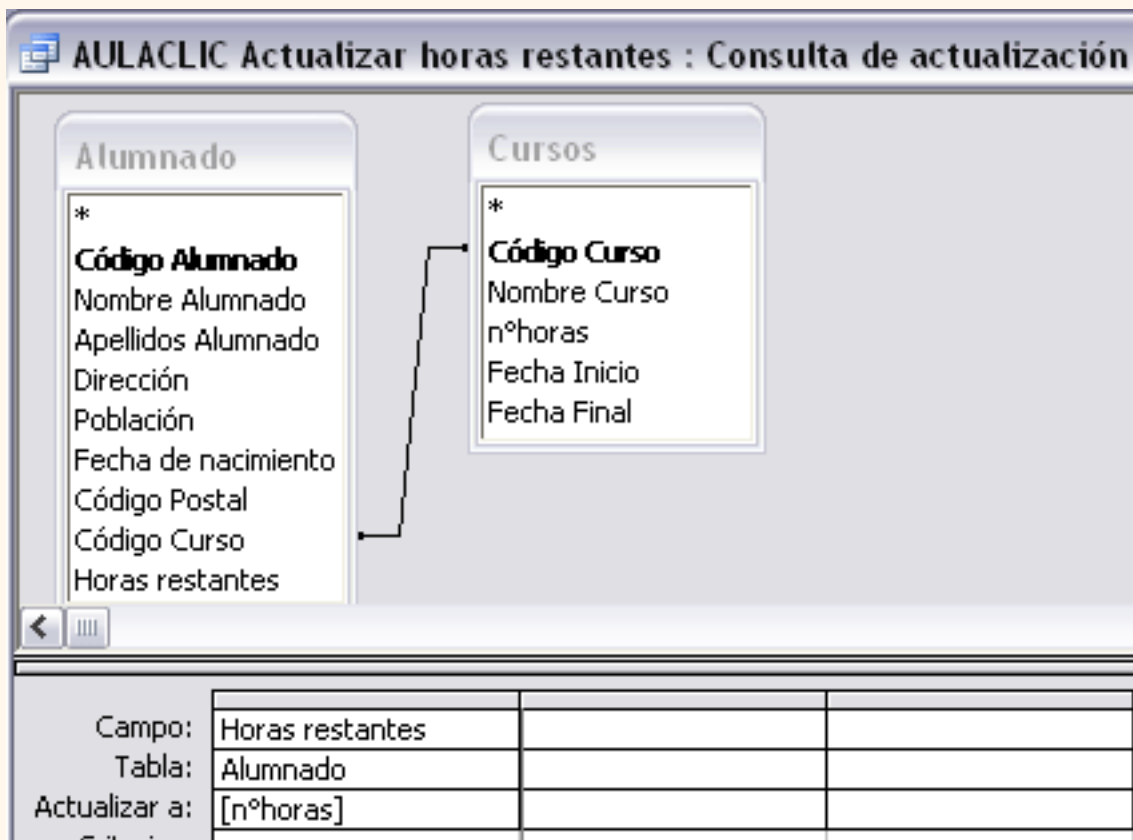 AULACLIC Actualizar horas restantes : Consulta de actualización
Alumnado
*
Código Alumnado
Nombre Alumnado
Apellidos Alumnado
Dirección
Población
Fecha de nacimiento
Código Postal
Código Curso
Horas restantes
Cursos
*
Código Curso
Nombre Curso
nºhoras
Fecha Inicio
Fecha Final
Campo: Horas restantes
Tabla: Alumnado
Actualizar a: [nºhoras]